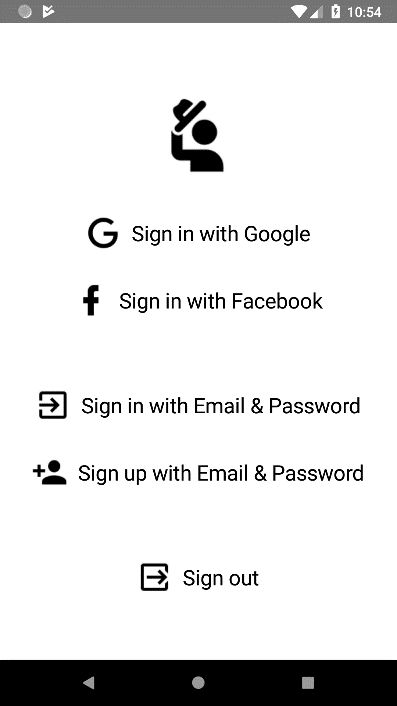 10:54
Sign in with Google
Sign in with Facebook
Sign in with Email & Password
Sign up with Email & Password
Sign out